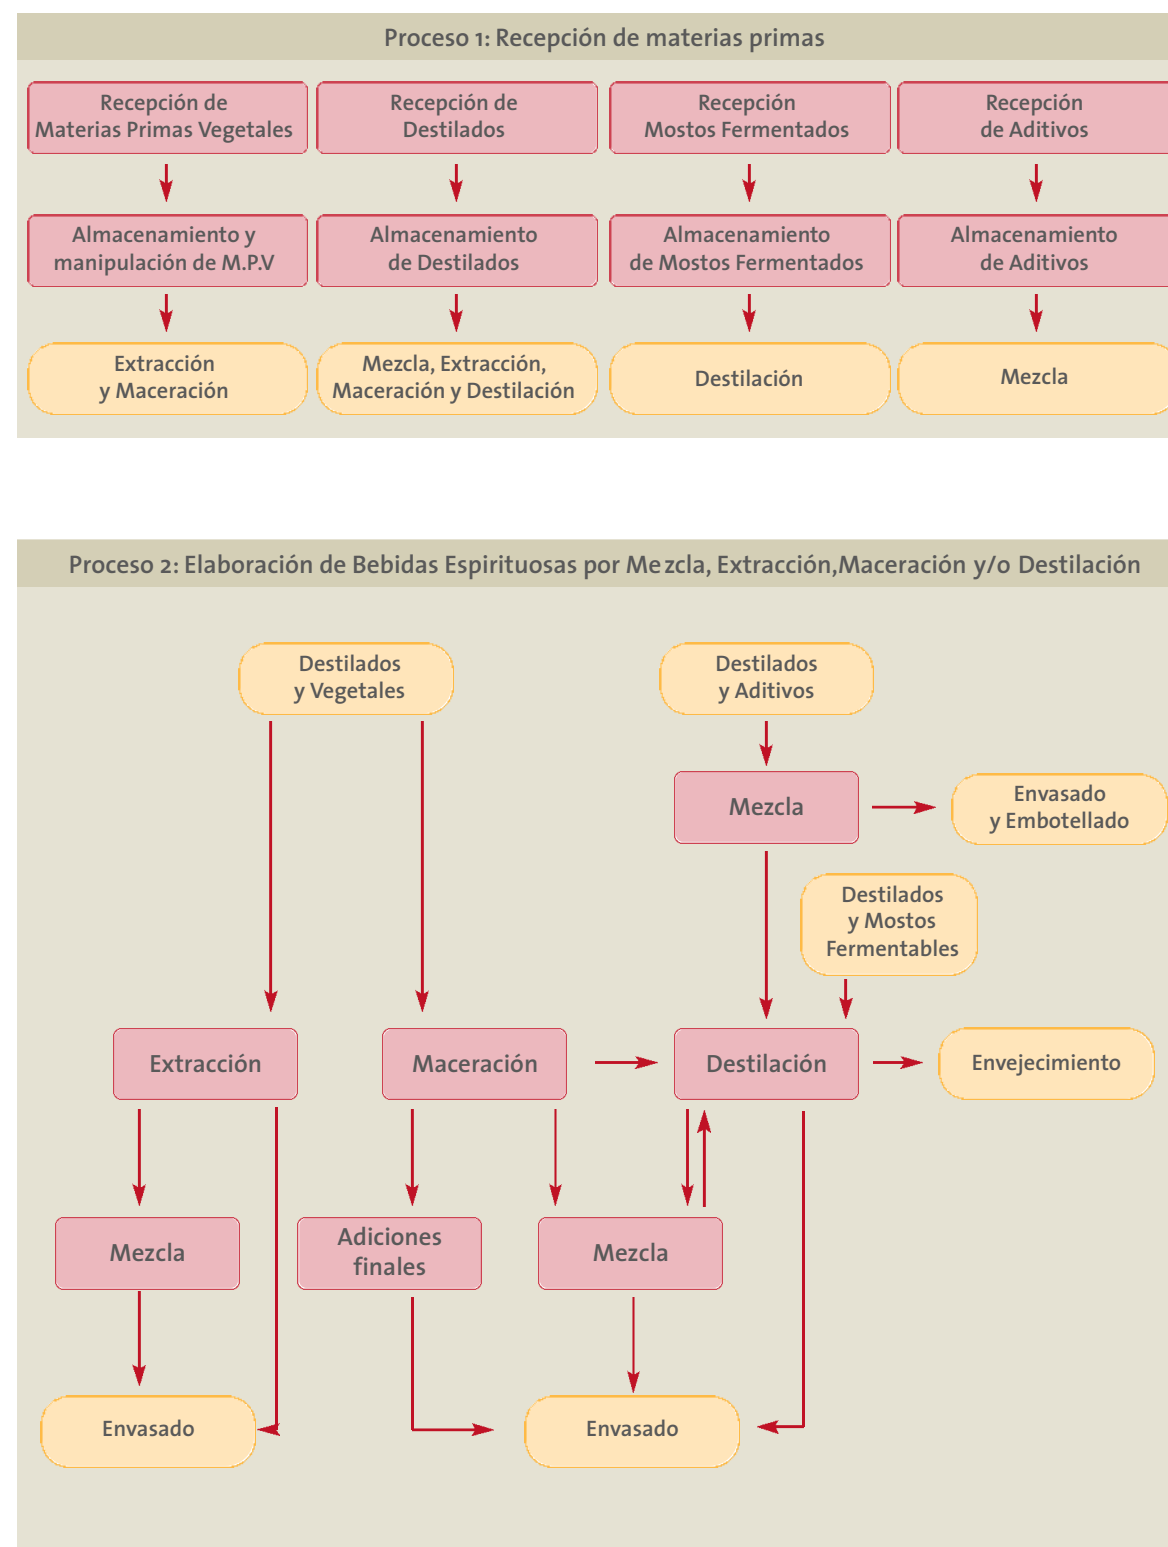 Proceso 1: Recepción de materias primas
Recepción de
Materias Primas Vegetales
Recepción de
Destilados
Recepción
Mostos Fermentados
Recepción
de Aditivos
Almacenamiento y
manipulación de M.P.V
Almacenamiento
de Destilados
Almacenamiento
de Mostos Fermentados
Almacenamiento
de Aditivos
Extracción
y Maceración
Mezcla, Extracción,
Maceración y Destilación
Destilación
Mezcla
Proceso 2: Elaboración de Bebidas Espirituosas por Mezcla, Extracción,Maceración y/o Destilación
Destilados
y Vegetales
Destilados
y Aditivos
Mezcla
Envasado
y Embotellado
Destilados
y Mostos
Fermentables
Extracción
Maceración
Destilación
Envejecimiento
Mezcla
Adiciones
finales
Mezcla
Envasado
Envasado